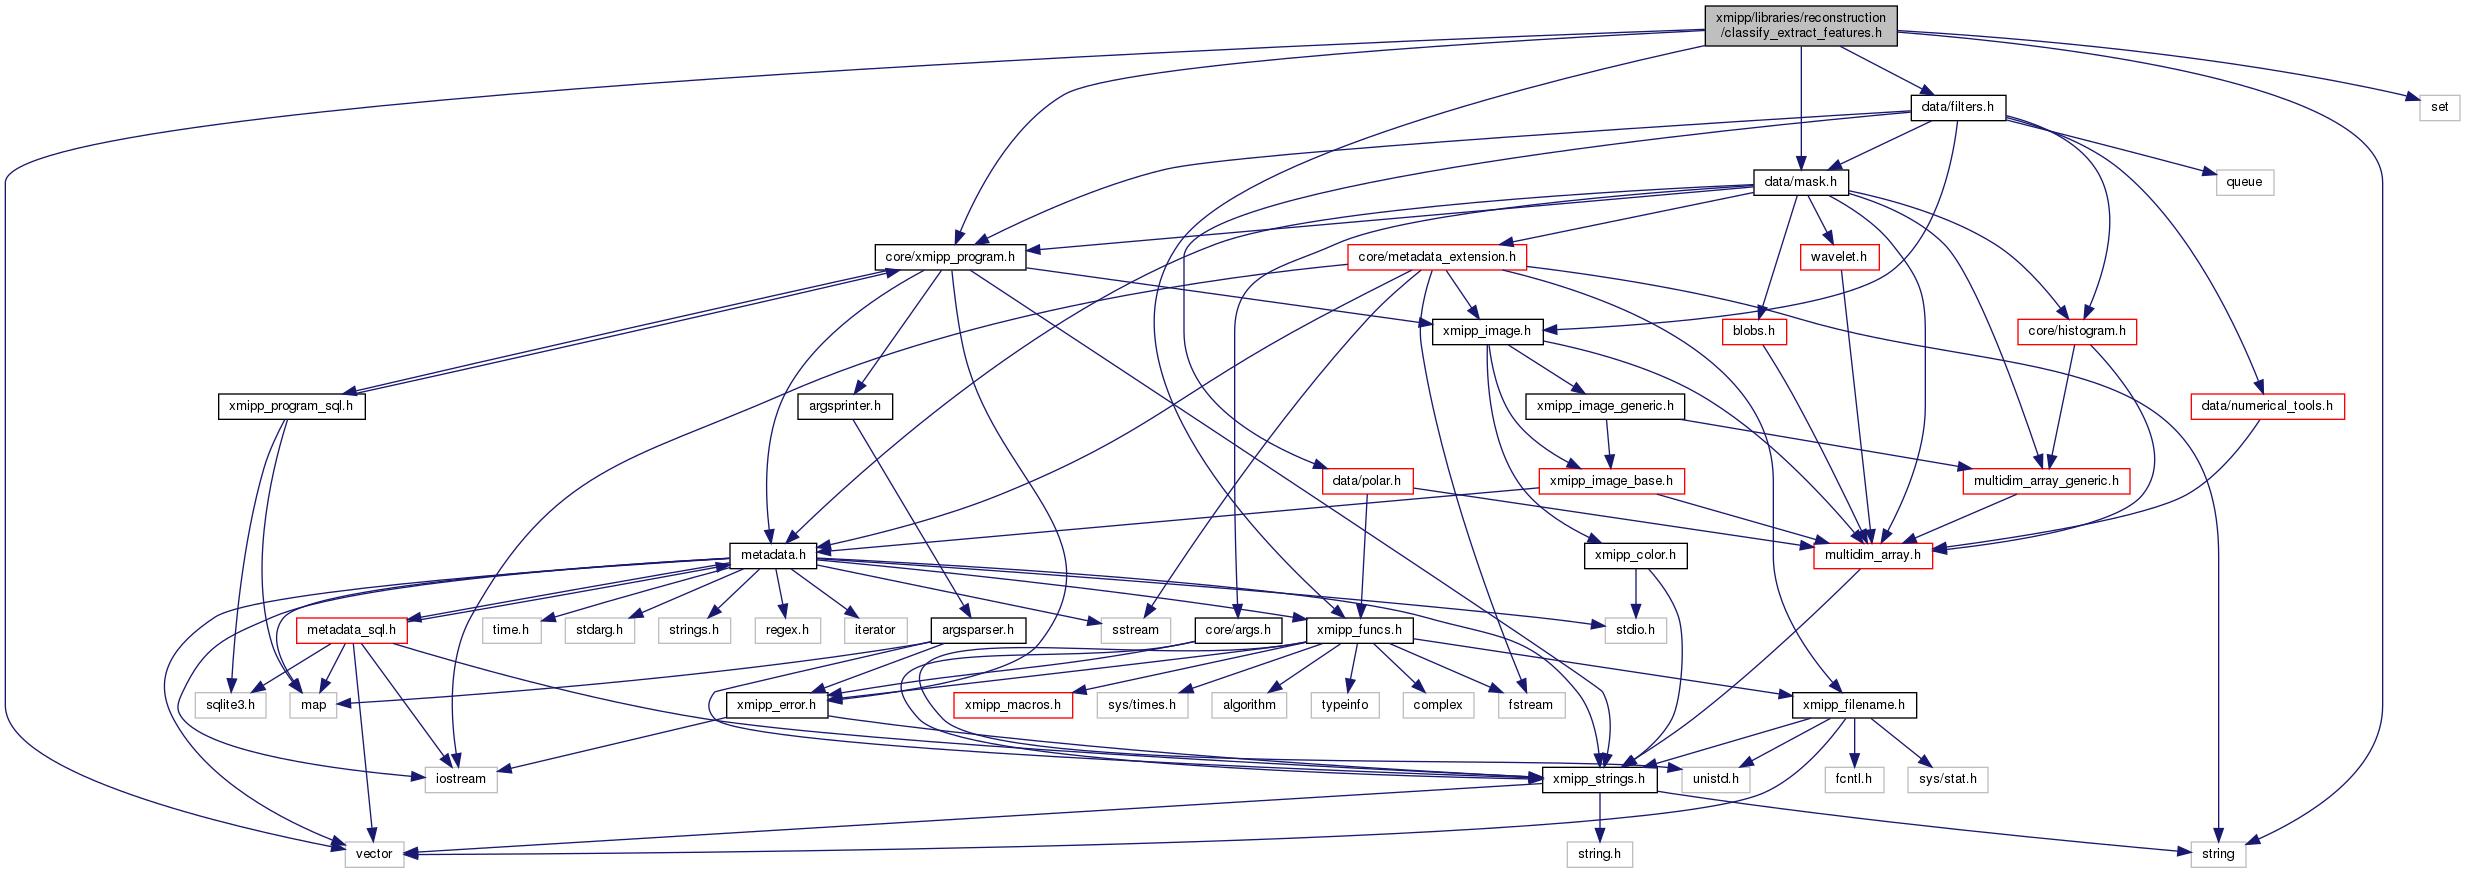 xmipp/libraries/reconstruction
/classify_extract_features.h
data/filters.h
set
data/mask.h
queue
core/xmipp_program.h
core/metadata_extension.h
wavelet.h
xmipp_image.h
blobs.h
core/histogram.h
xmipp_program_sql.h
argsprinter.h
xmipp_image_generic.h
data/numerical_tools.h
data/polar.h
xmipp_image_base.h
multidim_array_generic.h
metadata.h
xmipp_color.h
multidim_array.h
metadata_sql.h
time.h
stdarg.h
strings.h
regex.h
iterator
sstream
argsparser.h
core/args.h
xmipp_funcs.h
stdio.h
sqlite3.h
map
xmipp_error.h
xmipp_macros.h
sys/times.h
algorithm
typeinfo
complex
fstream
xmipp_filename.h
iostream
xmipp_strings.h
unistd.h
fcntl.h
sys/stat.h
vector
string.h
string